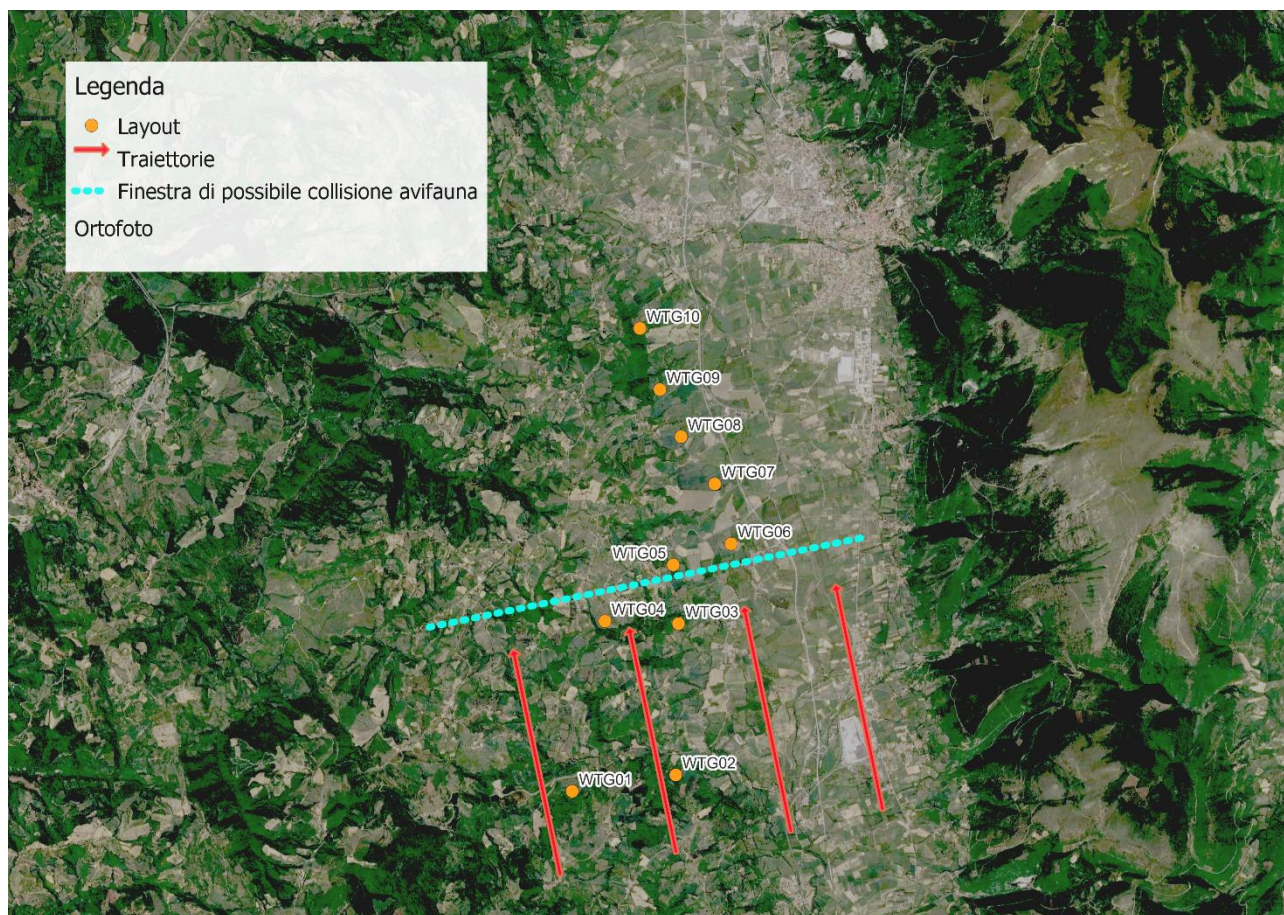 Legenda
Layout
Traiettorie
Finestra di possibile collisione avifauna
Ortofoto
WTG10
WTG09
WTG08
WTG07
WTG06
WTG05
WTG04
WTG03
WTG02
WTG01